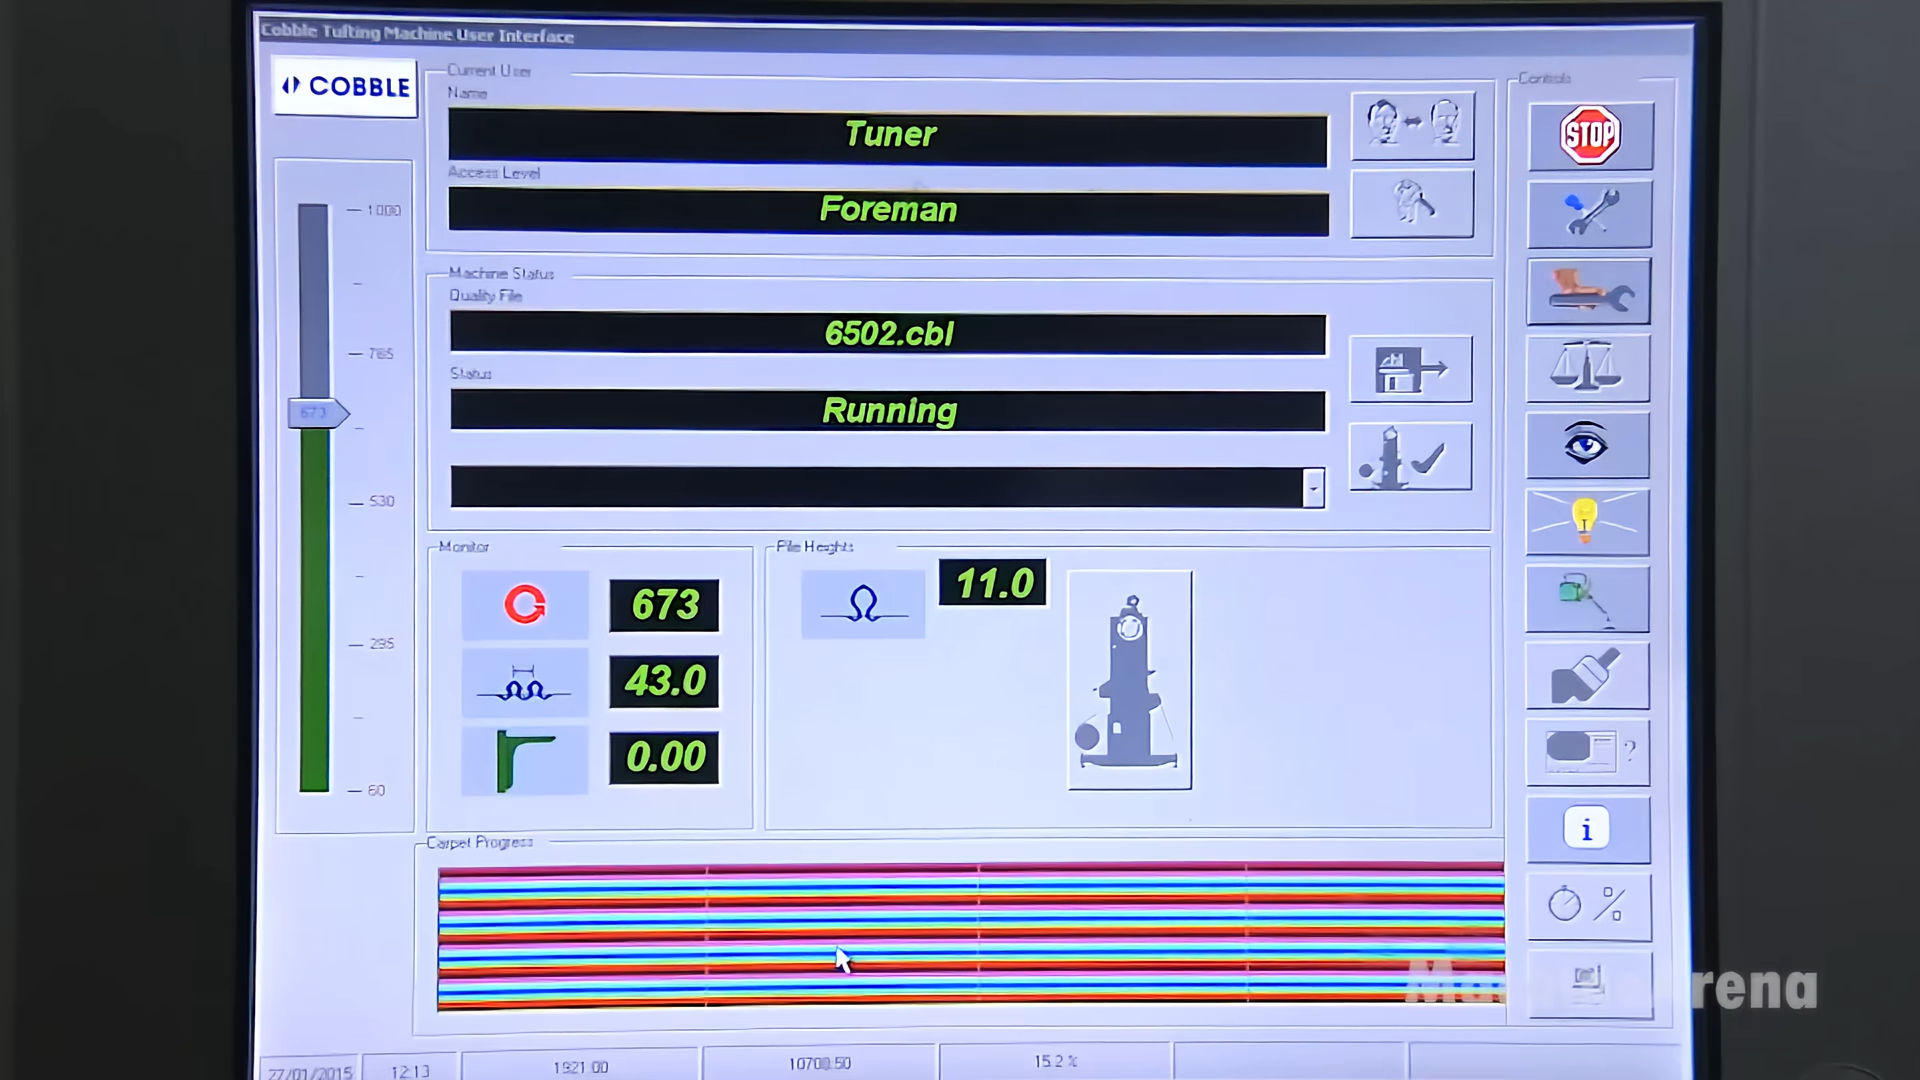 Cobble Tufting Machine User Interface
COBBLE
Current User
Name
Tuner
Access Level
Foreman
Machine Status
Quality File
6502.cbl
Status
Running
Controls
STOP
1000
765
673
530
295
60
Monitor
673
43.0
0.00
Pile Heights
11.0
cbl
?
i
%
Carpet Progress
rena
27/01/2015 12:13 1921.00 15.2 %